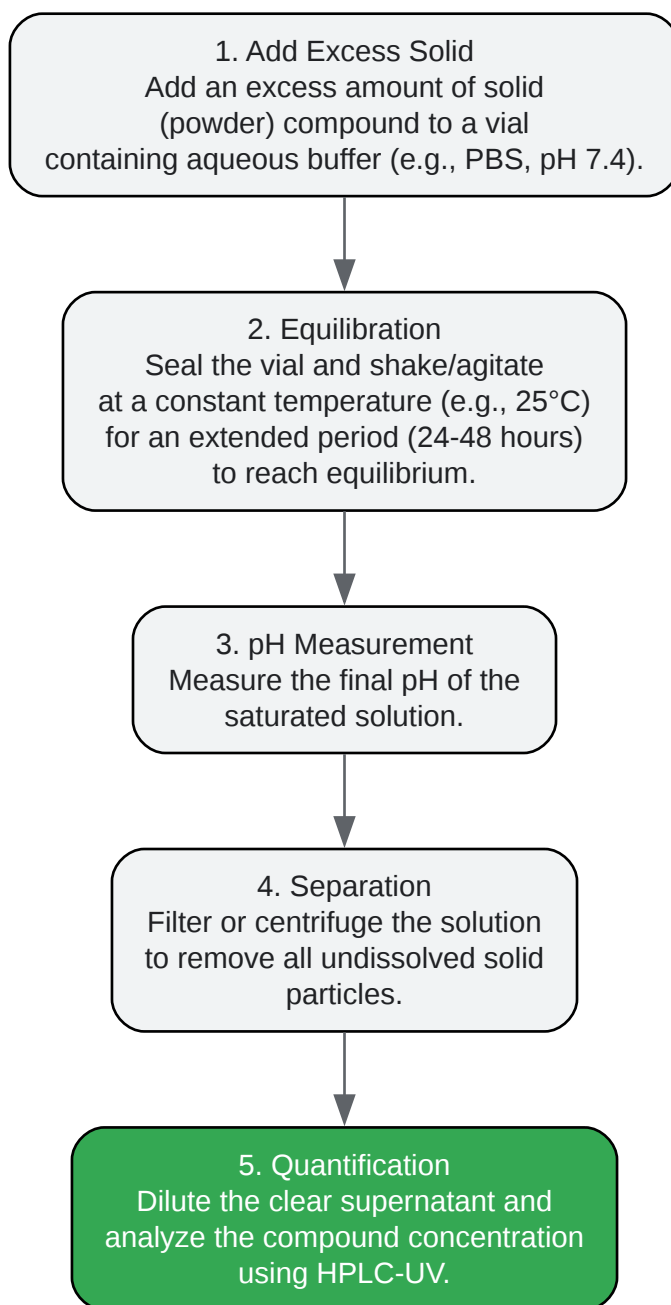 1. Add Excess Solid
Add an excess amount of solid
(powder) compound to a vial
containing aqueous buffer (e.g., PBS, pH 7.4).
2. Equilibration
Seal the vial and shake/agitate
at a constant temperature (e.g., 25°C)
for an extended period (24-48 hours)
to reach equilibrium.
3. pH Measurement
Measure the final pH of the
saturated solution.
4. Separation
Filter or centrifuge the solution
to remove all undissolved solid
particles.
5. Quantification
Dilute the clear supernatant and
analyze the compound concentration
using HPLC-UV.